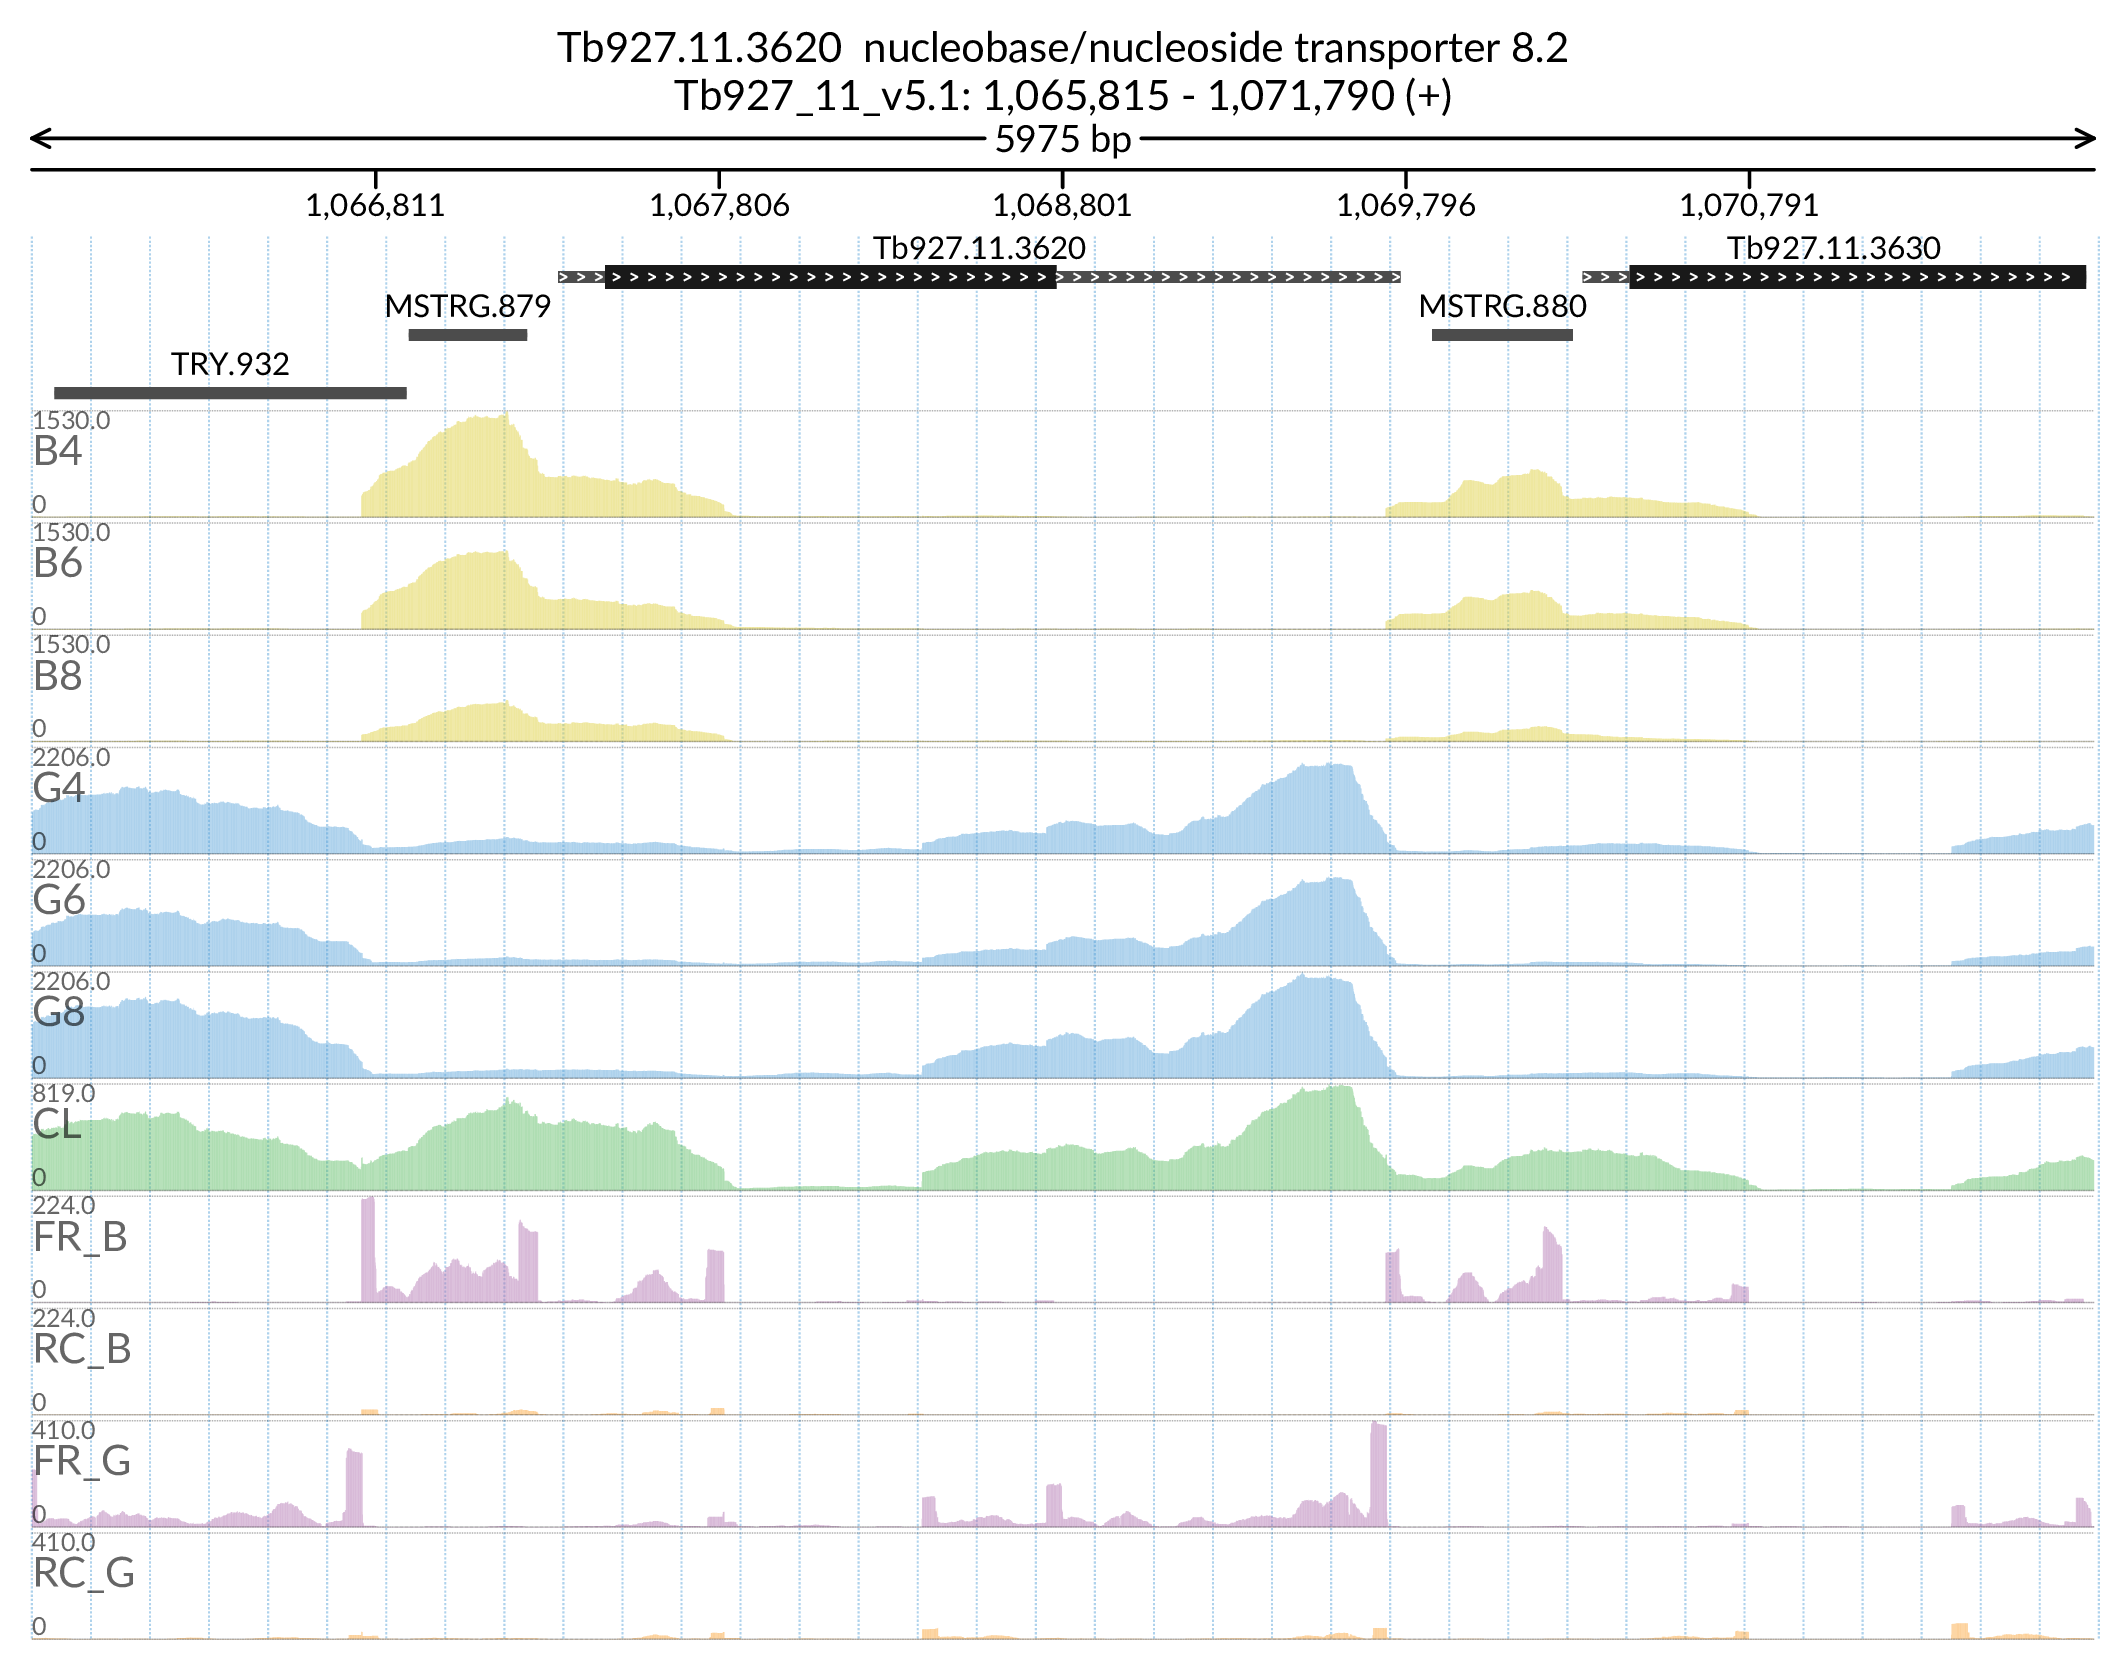 Tb927.11.3620  nucleobase/nucleoside transporter 8.2
Tb927_11_v5.1: 1,065,815 - 1,071,790 (+)
5975 bp
1,066,811 1,067,806 1,068,801 1,069,796 1,070,791
Tb927.11.3620 Tb927.11.3630
MSTRG.879 MSTRG.880
TRY.932
1530.0
B4
0
1530.0
B6
0
1530.0
B8
0
2206.0
G4
0
2206.0
G6
0
2206.0
G8
0
819.0
CL
0
224.0
FR_B
0
224.0
RC_B
0
410.0
FR_G
0
410.0
RC_G
0